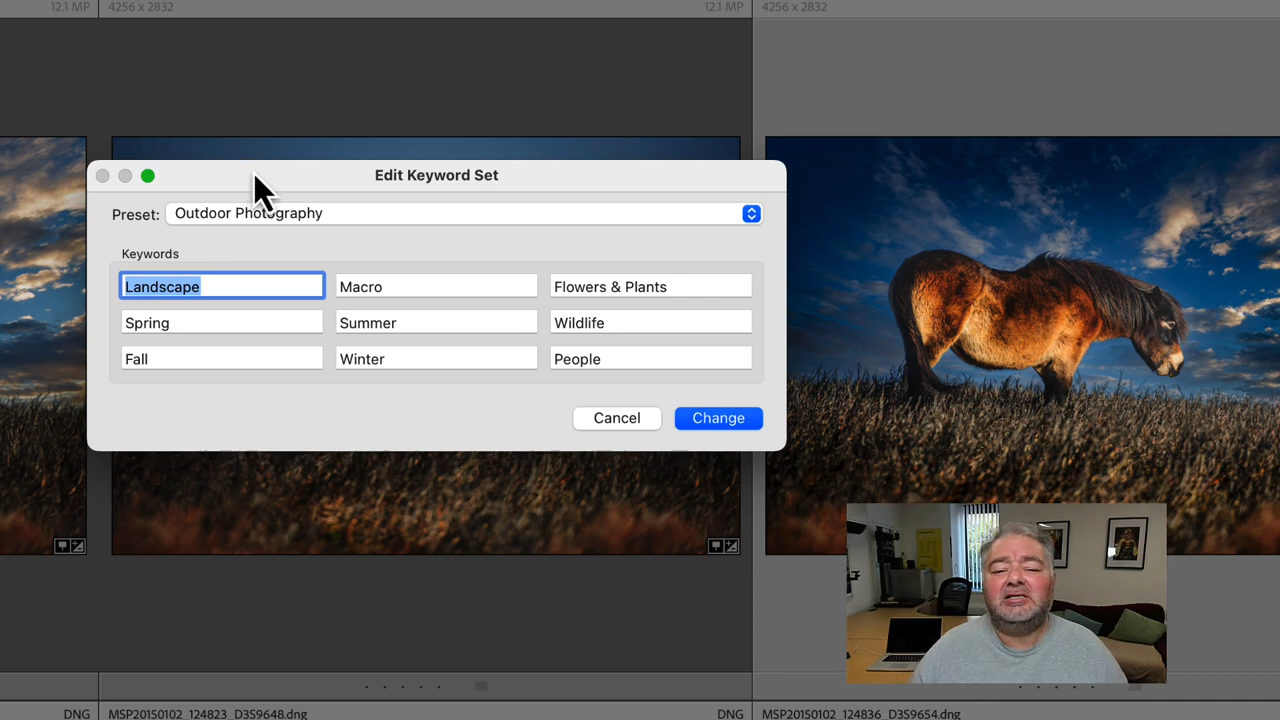 12.1 MP
4256 x 2832
12.1 MP
4256 x 2832
Edit Keyword Set
Preset: Outdoor Photography
Keywords
Landscape
Macro
Flowers & Plants
Spring
Summer
Wildlife
Fall
Winter
People
Cancel
Change
DNG
MSP20150102_124823_D3S9648.dng
DNG
MSP20150102_124836_D3S9654.dng